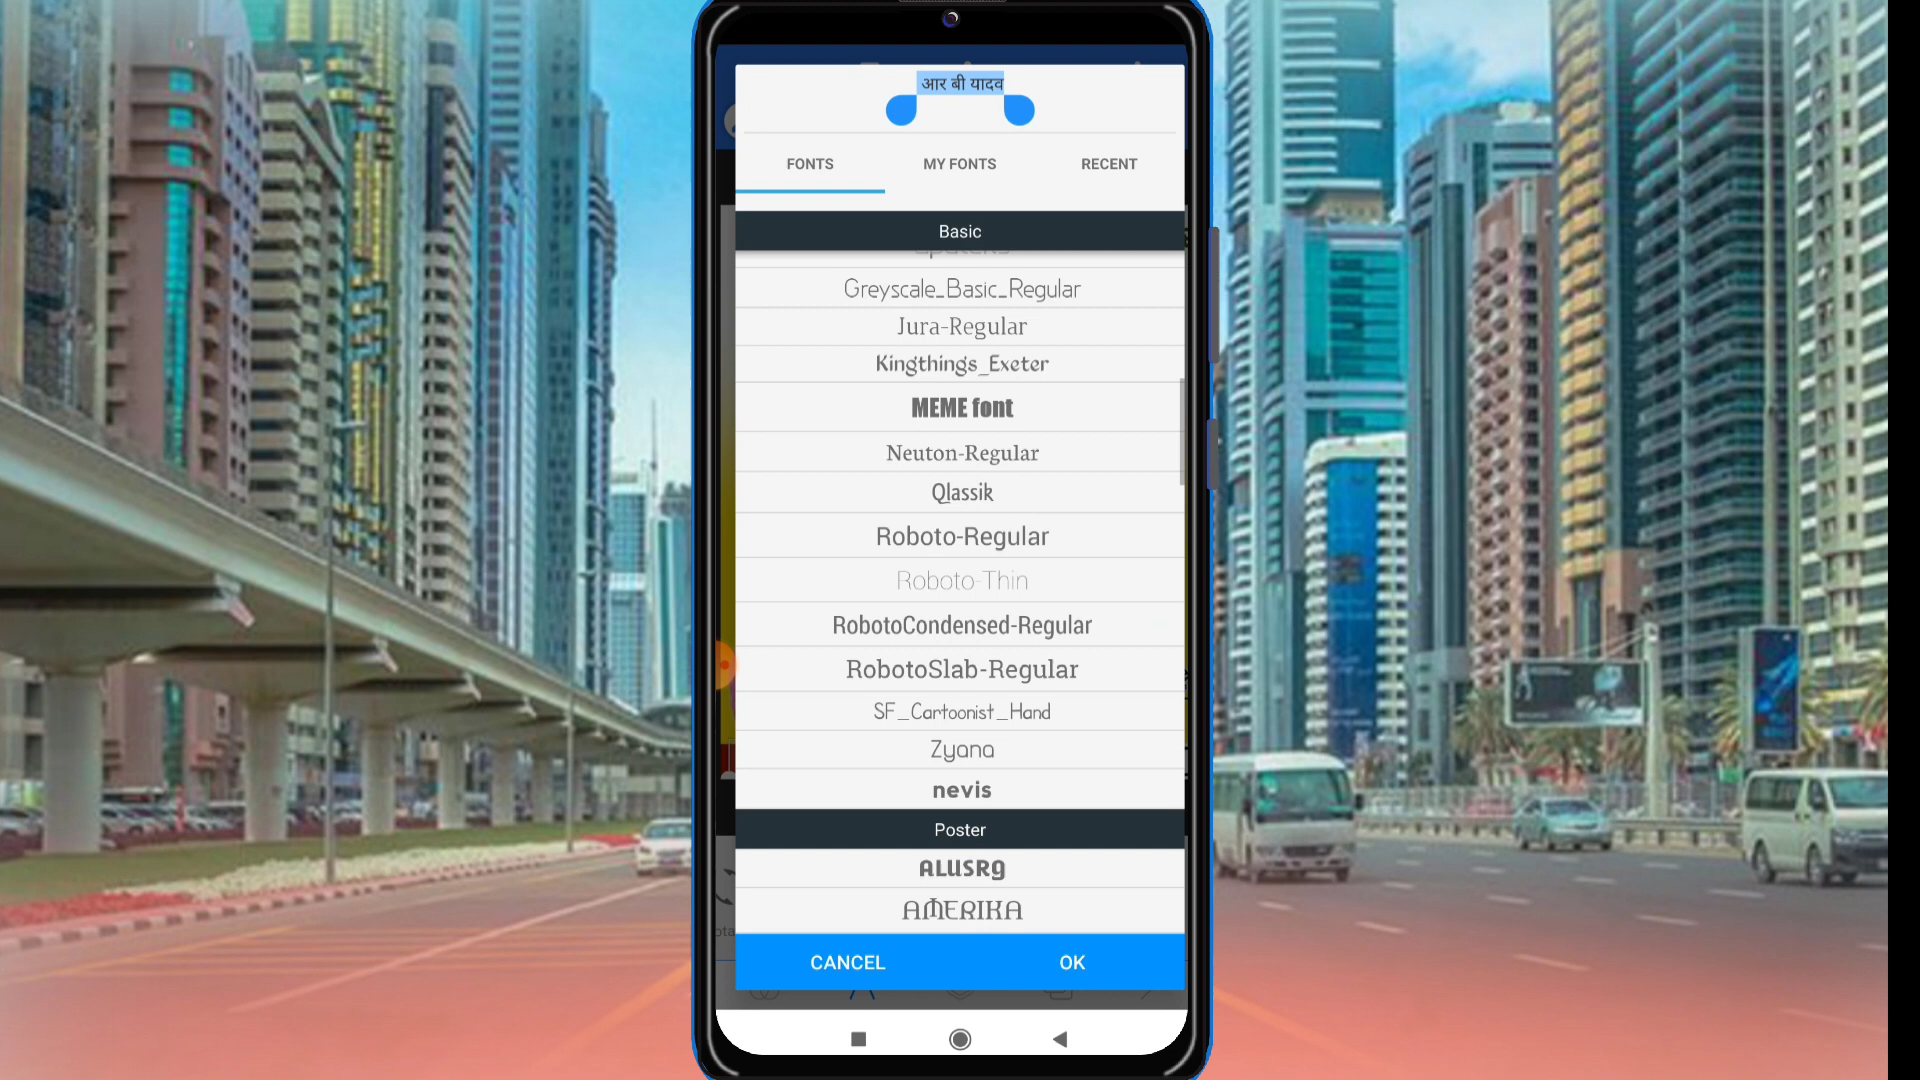 आर बी यादव
FONTS MY FONTS RECENT
Basic
Greyscale_Basic_Regular
Jura-Regular
Kingthings_Exeter
MEME font
Neuton-Regular
Qlassik
Roboto-Regular
Roboto-Thin
RobotoCondensed-Regular
RobotoSlab-Regular
SF_Cartoonist_Hand
Zyana
nevis
Poster
ALUSRG
AMERIKA
CANCEL OK